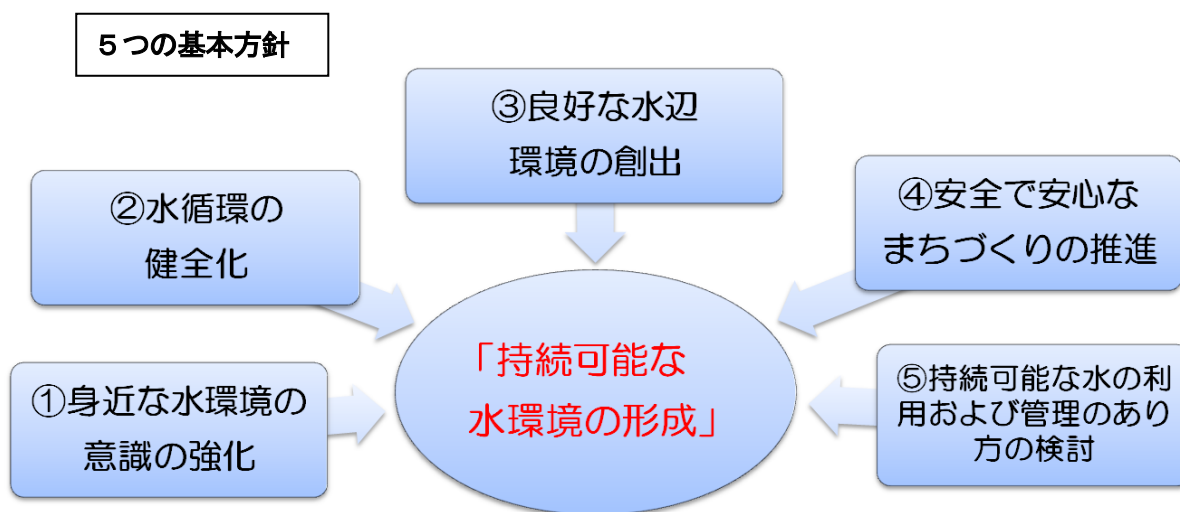 ５つの基本方針
①身近な水環境の
意識の強化
②水循環の
健全化
③良好な水辺
環境の創出
④安全で安心な
まちづくりの推進
⑤持続可能な水の利
用および管理のあり
方の検討
「持続可能な
水環境の形成」